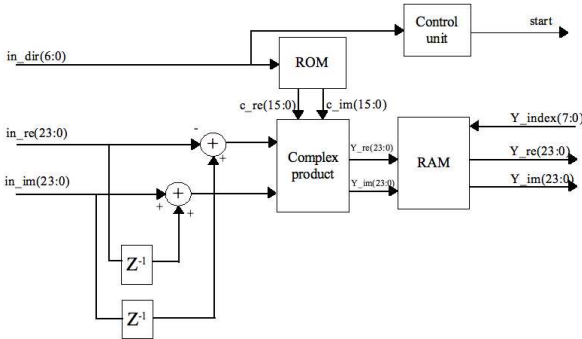 Control
unit
start
in_dir(6:0)
ROM
c_re(15:0)
c_im(15:0)
Y_index(7:0)
in_re(23:0)
-
+
+
Complex
product
Y_re(23:0)
RAM
Y_re(23:0)
in_im(23:0)
+
+
+
Y_im(23:0)
Y_im(23:0)
Z-1
Z-1